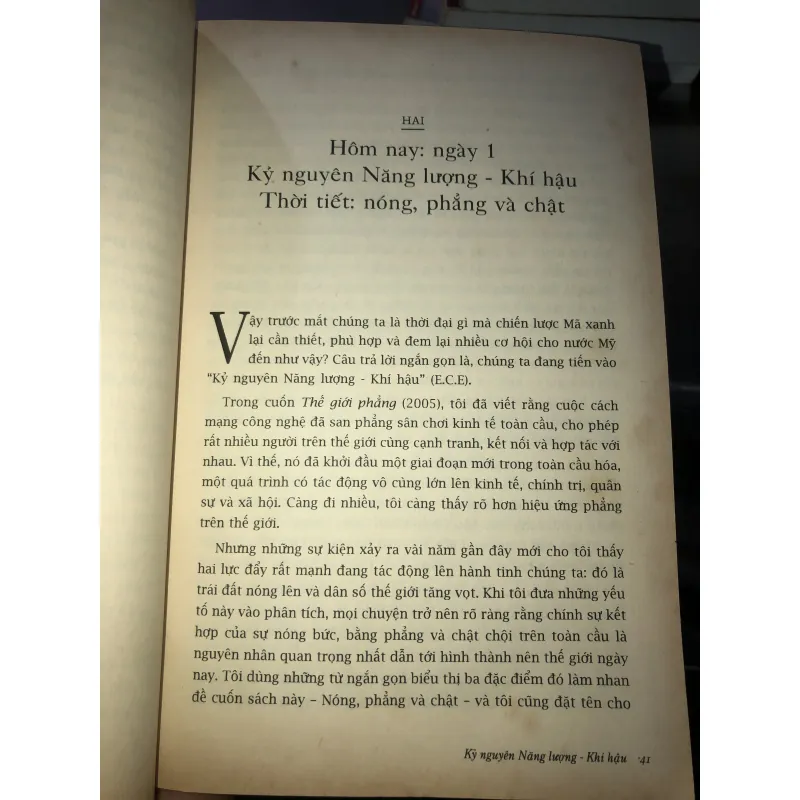 HAI
Hôm nay: ngày 1
Kỷ nguyên Năng lượng - Khí hậu
Thời tiết: nóng, phẳng và chật
Vậy trước mắt chúng ta là thời đại gì mà chiến lược Mã xanh
lại cần thiết, phù hợp và đem lại nhiều cơ hội cho nước Mỹ
đến như vậy? Câu trả lời ngắn gọn là, chúng ta đang tiến vào
“Kỷ nguyên Năng lượng - Khí hậu” (E.C.E).
Trong cuốn Thế giới phẳng (2005), tôi đã viết rằng cuộc cách
mạng công nghệ đã san phẳng sân chơi kinh tế toàn cầu, cho phép
rất nhiều người trên thế giới cùng cạnh tranh, kết nối và hợp tác với
nhau. Vì thế, nó đã khởi đầu một giai đoạn mới trong toàn cầu hóa,
một quá trình có tác động vô cùng lớn lên kinh tế, chính trị, quân
sự và xã hội. Càng đi nhiều, tôi càng thấy rõ hơn hiệu ứng phẳng
trên thế giới.
Nhưng những sự kiện xảy ra vài năm gần đây mới cho tôi thấy
hai lực đẩy rất mạnh đang tác động lên hành tinh chúng ta: đó là
trái đất nóng lên và dân số thế giới tăng vọt. Khi tôi đưa những yếu
tố này vào phân tích, mọi chuyện trở nên rõ ràng rằng chính sự kết
hợp của sự nóng bức, bằng phẳng và chật chội trên toàn cầu là
nguyên nhân quan trọng nhất dẫn tới hình thành nên thế giới ngày
nay. Tôi dùng những từ ngắn gọn biểu thị ba đặc điểm đó làm nhan
đề cuốn sách này – Nóng, phẳng và chật – và tôi cũng đặt tên cho
Kỷ nguyên Năng lượng - Khí hậu 41